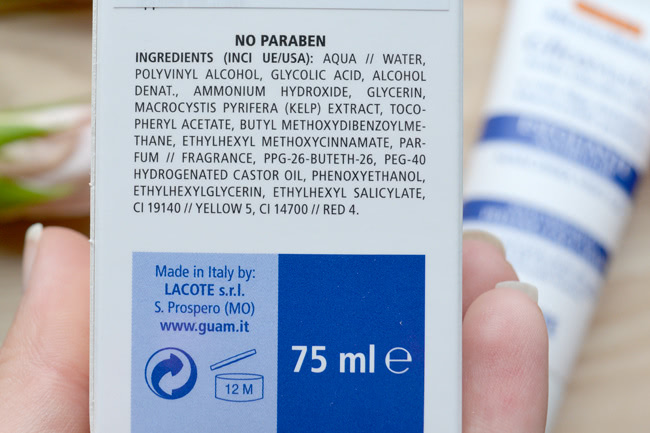 NO PARABEN
INGREDIENTS (INCI UE/USA): AQUA // WATER,
POLYVINYL ALCOHOL, GLYCOLIC ACID, ALCOHOL
DENAT., AMMONIUM HYDROXIDE, GLYCERIN,
MACROCYSTIS PYRIFERA (KELP) EXTRACT, TOCO-
PHERYL ACETATE, BUTYL METHOXYDIBENZOYLME-
THANE, ETHYLHEXYL METHOXYCINNAMATE, PAR-
FUM // FRAGRANCE, PPG-26-BUTETH-26, PEG-40
HYDROGENATED CASTOR OIL, PHENOXYETHANOL,
ETHYLHEXYLGLYCERIN, ETHYLHEXYL SALICYLATE,
CI 19140 // YELLOW 5, CI 14700 // RED 4.
Made in Italy by:
LACOTE s.r.l.
S. Prospero (MO)
www.guam.it
12 M
75 ml e